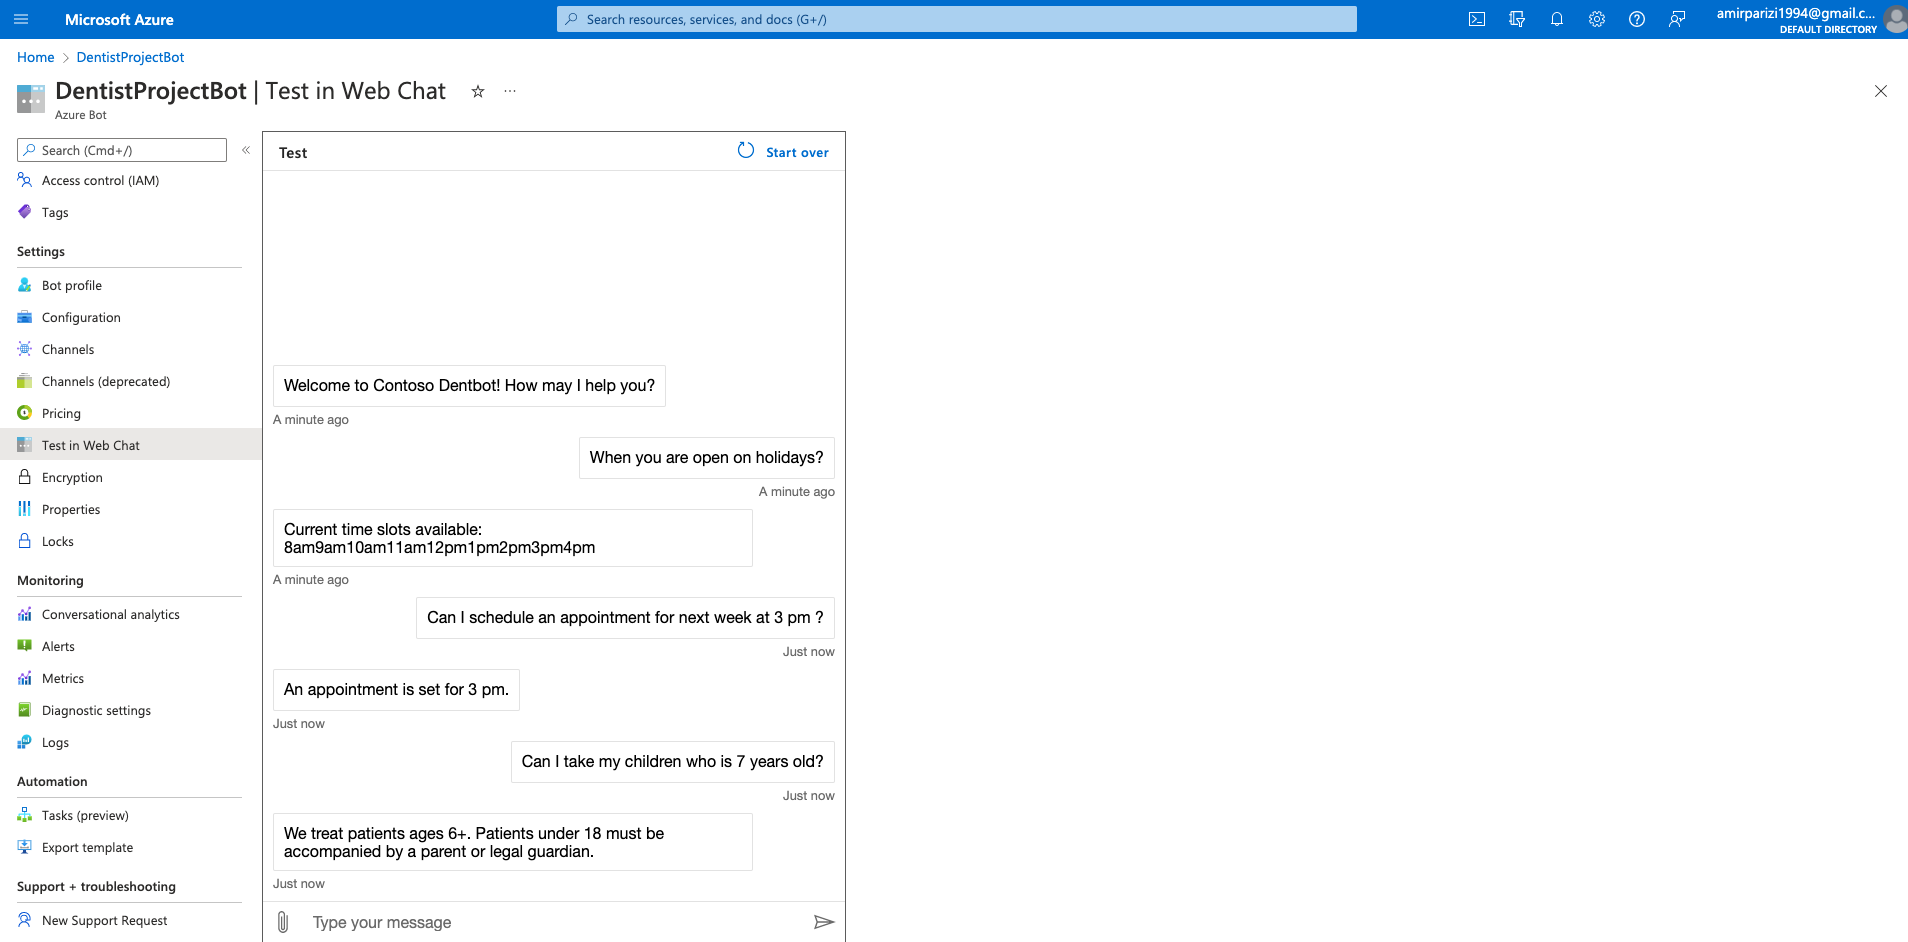 Microsoft Azure
Search resources, services, and docs (G+/)
amirparizi1994@gmail.c...
DEFAULT DIRECTORY
Home > DentistProjectBot
DentistProjectBot | Test in Web Chat
Azure Bot
Search (Cmd+/)
«
Access control (IAM)
Tags
Settings
Bot profile
Configuration
Channels
Channels (deprecated)
Pricing
Test in Web Chat
Encryption
Properties
Locks
Monitoring
Conversational analytics
Alerts
Metrics
Diagnostic settings
Logs
Automation
Tasks (preview)
Export template
Support + troubleshooting
New Support Request
Test
Start over
Welcome to Contoso Dentbot! How may I help you?
A minute ago
When you are open on holidays?
A minute ago
Current time slots available:
8am9am10am11am12pm1pm2pm3pm4pm
A minute ago
Can I schedule an appointment for next week at 3 pm ?
Just now
An appointment is set for 3 pm.
Just now
Can I take my children who is 7 years old?
Just now
We treat patients ages 6+. Patients under 18 must be
accompanied by a parent or legal guardian.
Just now
Type your message